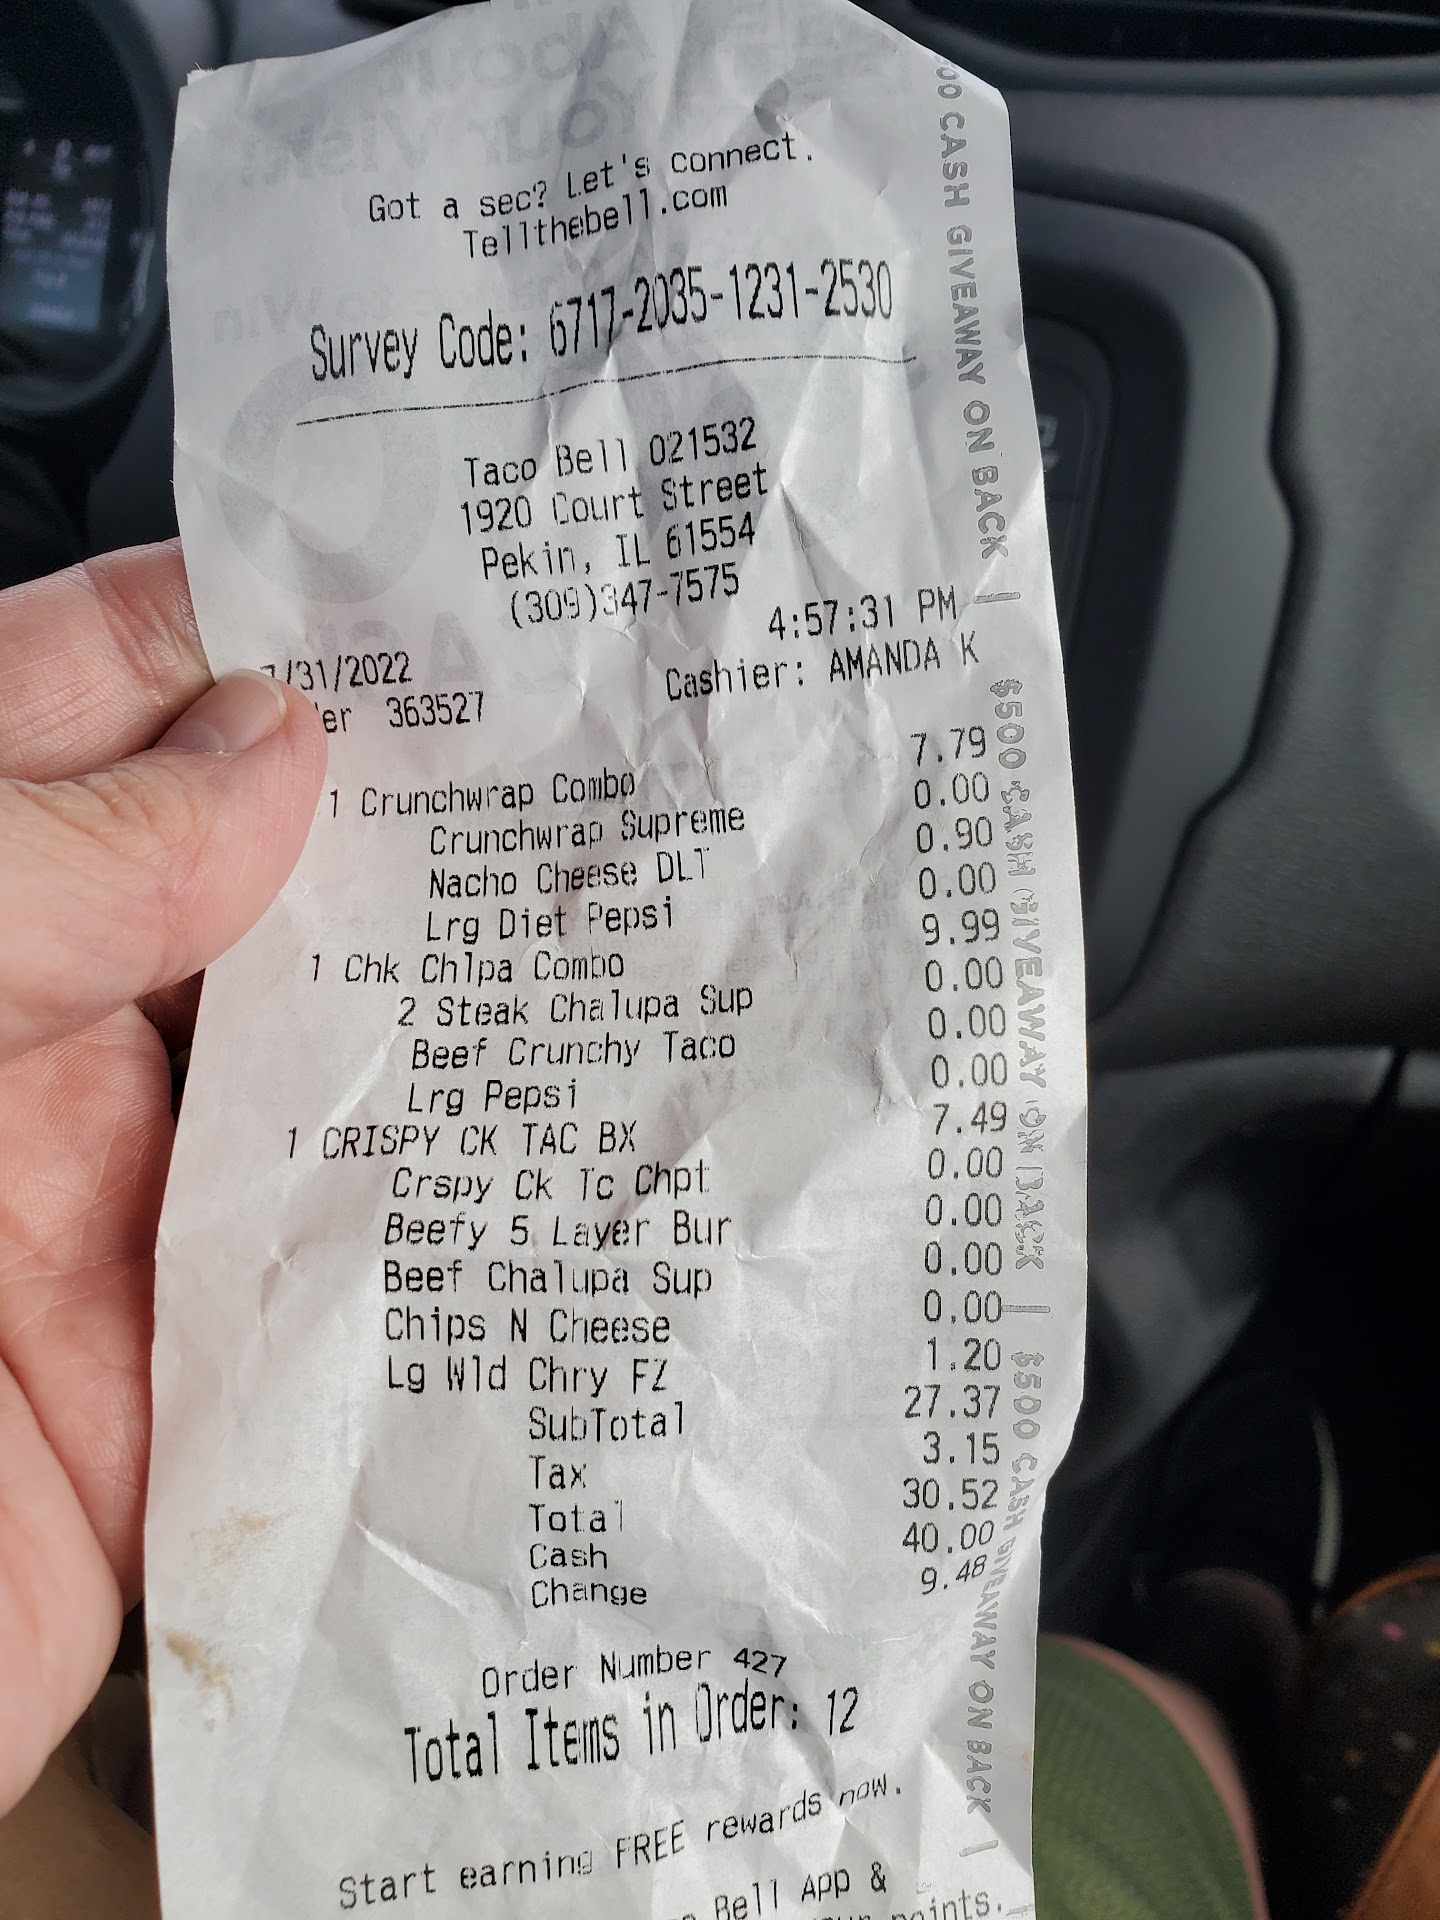 Got a sec? Let's connect.
Tellthebell.com
Survey Code: 6717-2035-1231-2530
Taco Bell 021532
1920 Court Street
Pekin, IL 61554
(309)347-7575
4:57:31 PM
7/31/2022
Cashier: AMANDA K
der 363527
1 Crunchwrap Combo 7.79
Crunchwrap Supreme 0.00
Nacho Cheese DLT 0.90
Lrg Diet Pepsi 0.00
1 Chk Chlpa Combo 9.99
2 Steak Chalupa Sup 0.00
Beef Crunchy Taco 0.00
Lrg Pepsi 0.00
1 CRISPY CK TAC BX 7.49
Crspy Ck Tc Chpt 0.00
Beefy 5 Layer Bur 0.00
Beef Chalupa Sup 0.00
Chips N Cheese 0.00
Lg Wld Chry FZ 1.20
SubTotal 27.37
Tax 3.15
Total 30.52
Cash 40.00
Change 9.48
Order Number 427
Total Items in Order: 12
Start earning FREE rewards now.
Bell App &
points.
500 CASH GIVEAWAY ON BACK |
$500 CASH GIVEAWAY ON BACK |
$500 CASH GIVEAWAY ON BACK |